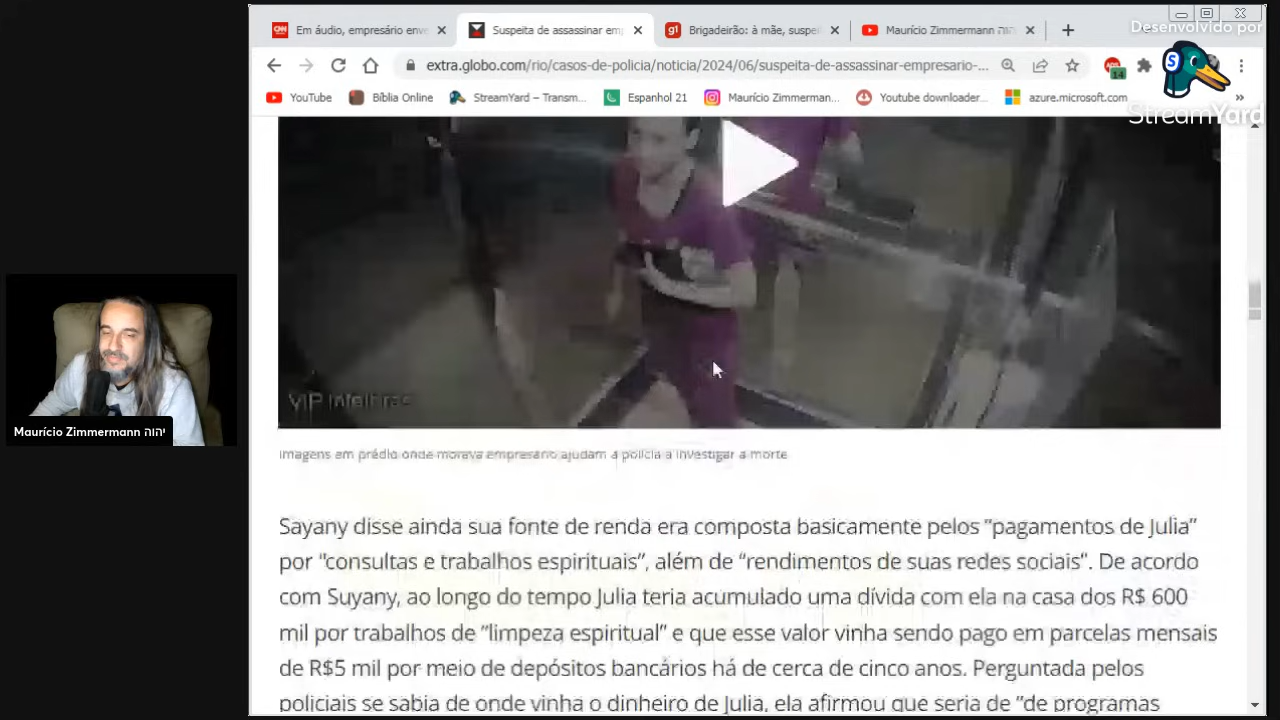 Em áudio, empresário env
Suspeita de assassinar em
g1
Brigadeirão: à mãe, suspe
Maurício Zimmermann יהוה
Desenvolvido por
extra.globo.com/rio/casos-de-policia/noticia/2024/06/suspeita-de-assassinar-empresario-...
14
YouTube
Bíblia Online
StreamYard – Transm...
Espanhol 21
Maurício Zimmerman...
Youtube downloader...
azure.microsoft.com
»
StreamYard
VIP
Imagens em prédio onde morava empresário ajudam a polícia a investigar a morte
Maurício Zimmermann יהוה
Sayany disse ainda sua fonte de renda era composta basicamente pelos “pagamentos de Julia”
por “consultas e trabalhos espirituais”, além de “rendimentos de suas redes sociais”. De acordo
com Suyany, ao longo do tempo Julia teria acumulado uma dívida com ela na casa dos R$ 600
mil por trabalhos de “limpeza espiritual” e que esse valor vinha sendo pago em parcelas mensais
de R$5 mil por meio de depósitos bancários há de cerca de cinco anos. Perguntada pelos
policiais se sabia de onde vinha o dinheiro de Julia, ela afirmou que seria de “de programas